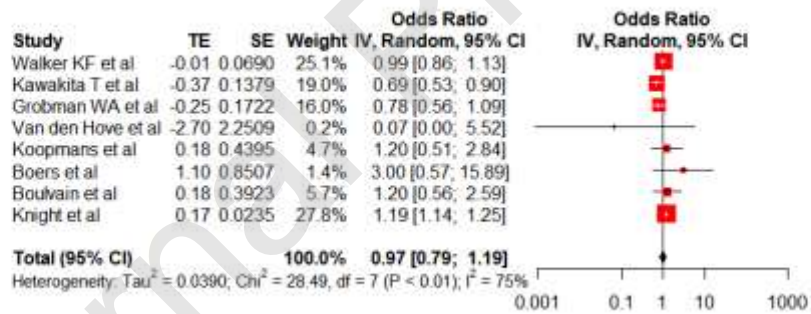 Odds Ratio Odds Ratio
Study TE SE Weight IV, Random, 95% CI IV, Random, 95% CI
Walker KF et al -0.01 0.0690 25.1% 0.99 [0.86; 1.13]
Kawakita T et al -0.37 0.1379 19.0% 0.69 [0.53; 0.90]
Grobman WA et al -0.25 0.1722 16.0% 0.78 [0.56; 1.09]
Van den Hove et al -2.70 2.2509 0.2% 0.07 [0.00; 5.52]
Koopmans et al 0.18 0.4395 4.7% 1.20 [0.51; 2.84]
Boers et al 1.10 0.8507 1.4% 3.00 [0.57; 15.89]
Boulvain et al 0.18 0.3923 5.7% 1.20 [0.56; 2.59]
Knight et al 0.17 0.0235 27.8% 1.19 [1.14; 1.25]
Total (95% CI) 100.0% 0.97 [0.79; 1.19]
Heterogeneity: Tau² = 0.0390; Chi² = 28.49, df = 7 (P < 0.01); I² = 75%
0.001 0.1 1 10 1000